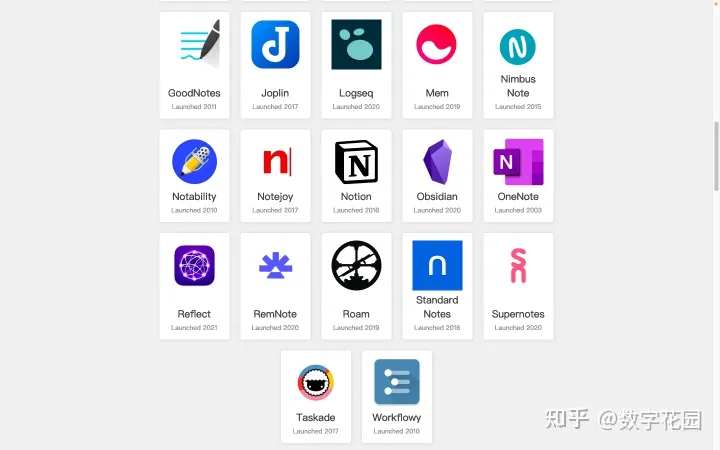 GoodNotes
Launched 2011
Joplin
Launched 2017
Logseq
Launched 2020
Mem
Launched 2019
N
Nimbus
Note
Launched 2015
Notability
Launched 2010
n
Notejoy
Launched 2017
N
Notion
Launched 2016
Obsidian
Launched 2020
N
OneNote
Launched 2003
Reflect
Launched 2021
RemNote
Launched 2020
Roam
Launched 2019
Standard
Notes
Launched 2016
Supernotes
Launched 2020
Taskade
Launched 2017
Workflowy
Launched 2010
知乎 @数字花园